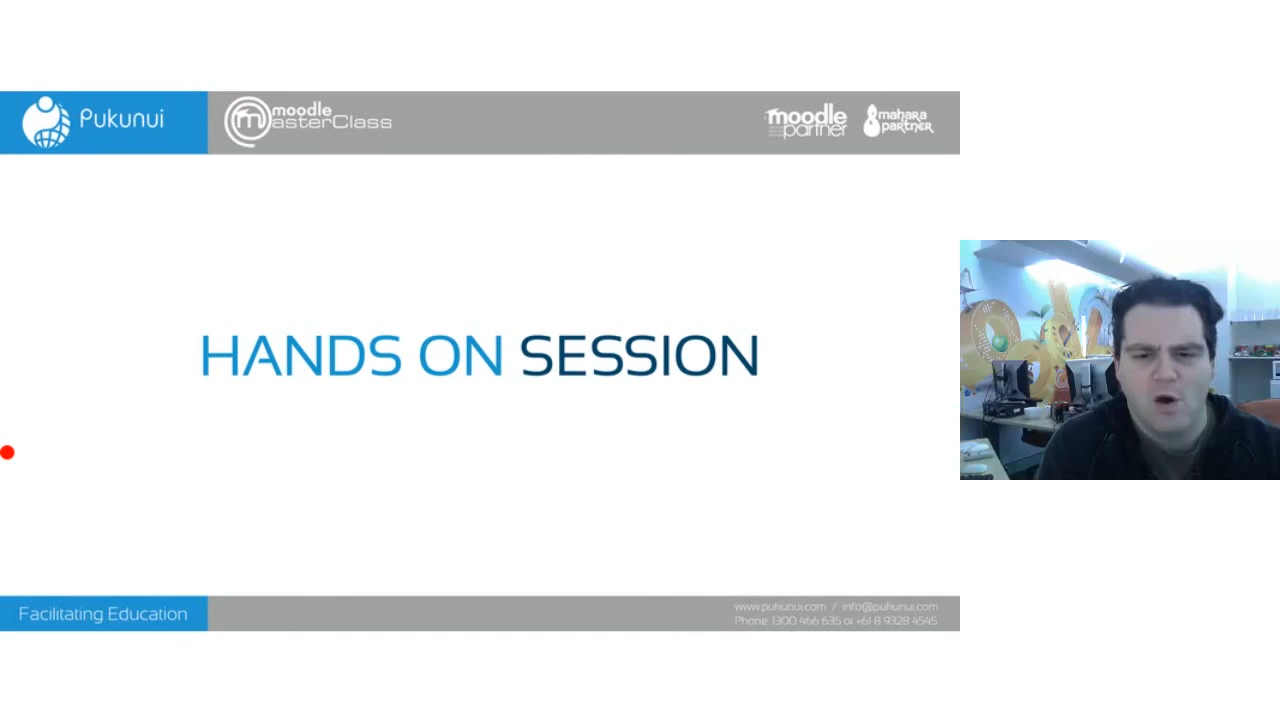 Pukunui
moodle
MasterClass
moodle
partner
mahara
partner
HANDS ON SESSION
Facilitating Education
www.pukunui.com / info@pukunui.com
Phone: 1300 466 635 or +61 8 9328 4545